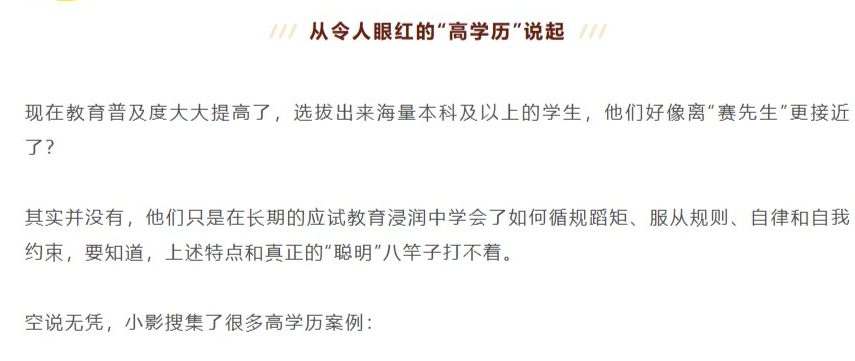 从令人眼红的“高学历”说起
现在教育普及度大大提高了，选拔出来海量本科及以上的学生，他们好像离“赛先生”更接近
了？
其实并没有，他们只是在长期的应试教育浸润中学会了如何循规蹈矩、服从规则、自律和自我
约束，要知道，上述特点和真正的“聪明”八竿子打不着。
空说无凭，小影搜集了很多高学历案例：